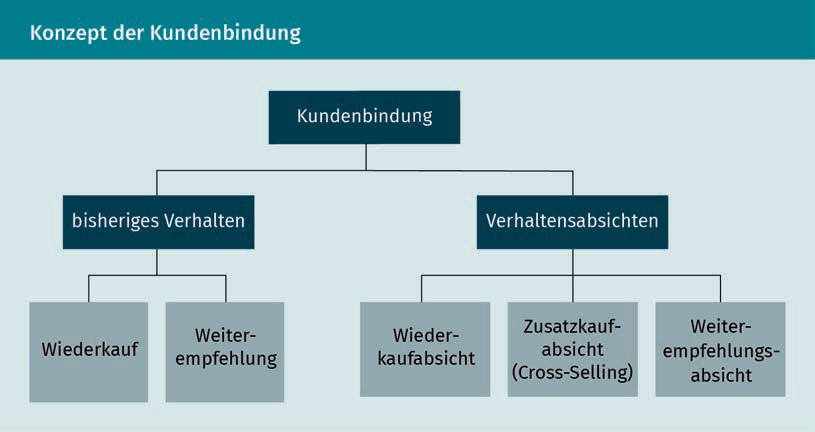 Konzept der Kundenbindung
Kundenbindung
bisheriges Verhalten
Verhaltensabsichten
Wiederkauf
Weiter-
empfehlung
Wieder-
kaufabsicht
Zusatzkauf-
absicht
(Cross-Selling)
Weiter-
empfehlungs-
absicht